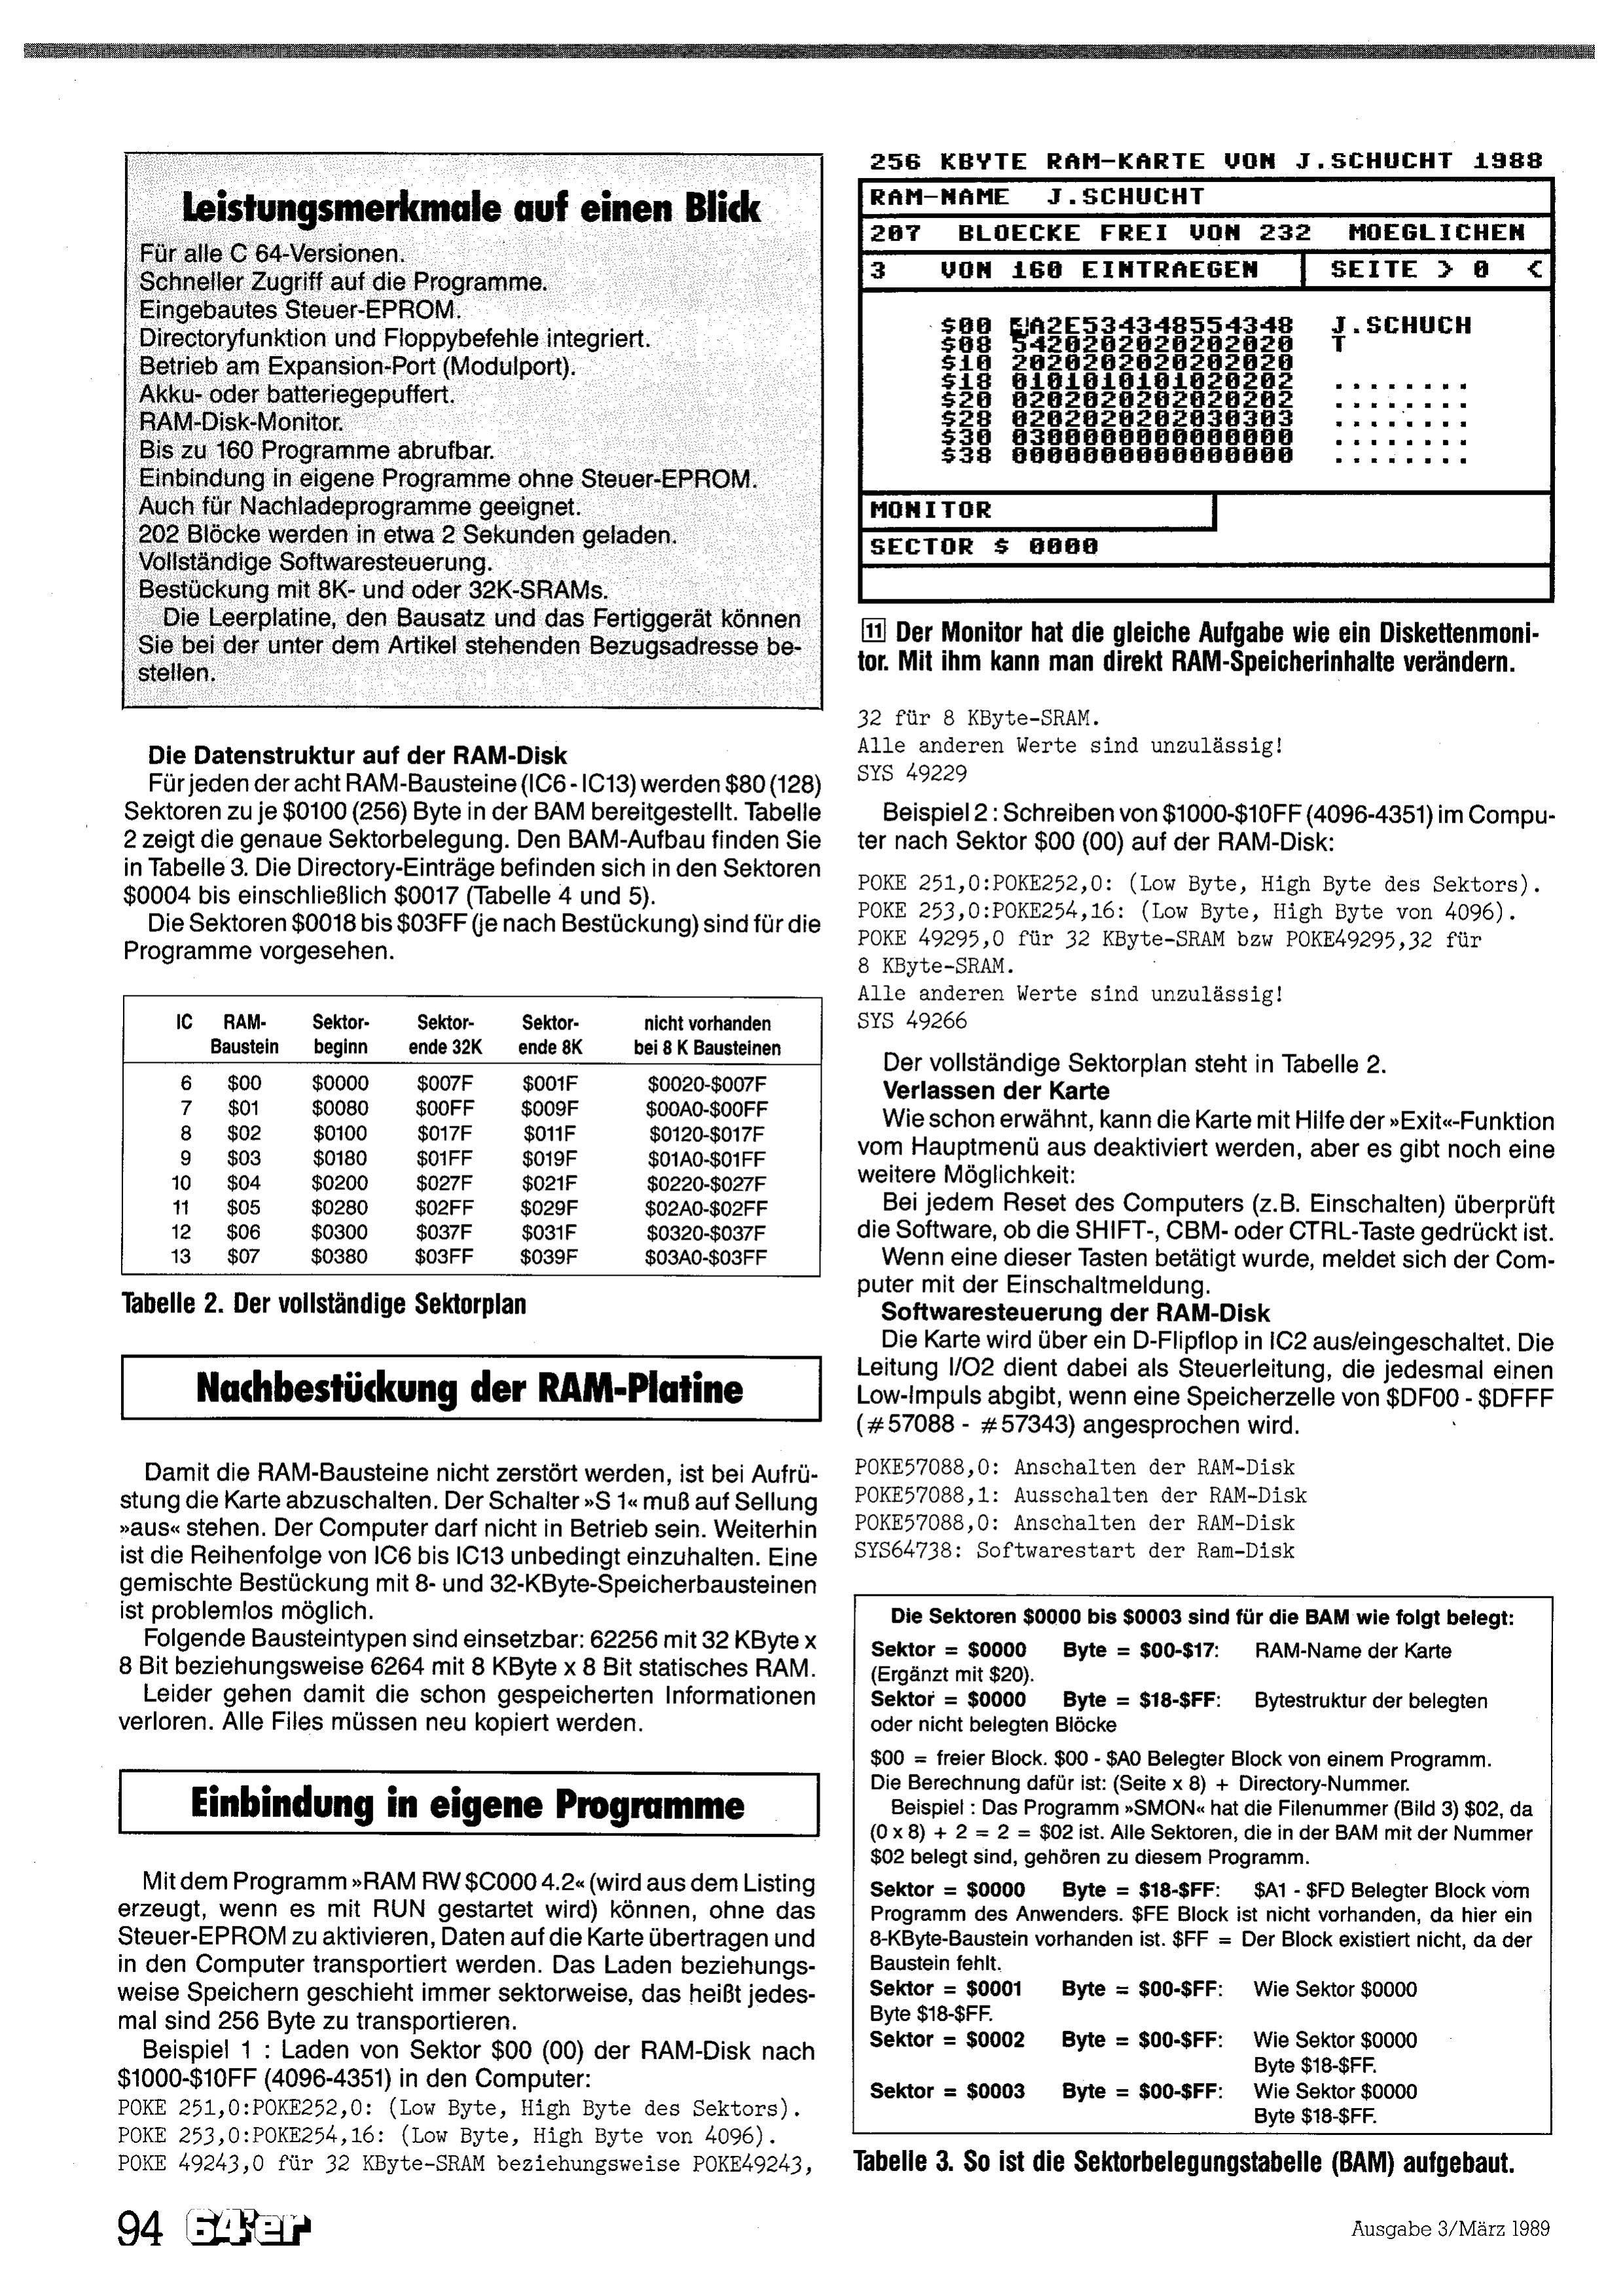 Leistungsmerkmale auf einen Blick
Für alle C 64-Versionen.
Schneller Zugriff auf die Programme.
Eingebautes Steuer-EPROM.
Directoryfunktion und Floppybefehle integriert.
Betrieb am Expansion-Port (Modulport).
Akku- oder batteriegepuffert.
RAM-Disk-Monitor.
Bis zu 160 Programme abrufbar.
Einbindung in eigene Programme ohne Steuer-EPROM.
Auch für Nachladeprogramme geeignet.
202 Blöcke werden in etwa 2 Sekunden geladen.
Vollständige Softwaresteuerung.
Bestückung mit 8K- und oder 32K-SRAMs.
Die Leerplatine, den Bausatz und das Fertiggerät können
Sie bei der unter dem Artikel stehenden Bezugsadresse be-
stellen.
Die Datenstruktur auf der RAM-Disk
Für jeden der acht RAM-Bausteine (IC6 - IC13) werden $80 (128)
Sektoren zu je $0100 (256) Byte in der BAM bereitgestellt. Tabelle
2 zeigt die genaue Sektorbelegung. Den BAM-Aufbau finden Sie
in Tabelle 3. Die Directory-Einträge befinden sich in den Sektoren
$0004 bis einschließlich $0017 (Tabelle 4 und 5).
Die Sektoren $0018 bis $03FF (je nach Bestückung) sind für die
Programme vorgesehen.
IC RAM- Sektor- Sektor- Sektor- nicht vorhanden
Baustein beginn ende 32K ende 8K bei 8 K Bausteinen
6 $00 $0000 $007F $001F $0020-$007F
7 $01 $0080 $00FF $009F $00A0-$00FF
8 $02 $0100 $017F $011F $0120-$017F
9 $03 $0180 $01FF $019F $01A0-$01FF
10 $04 $0200 $027F $021F $0220-$027F
11 $05 $0280 $02FF $029F $02A0-$02FF
12 $06 $0300 $037F $031F $0320-$037F
13 $07 $0380 $03FF $039F $03A0-$03FF
Tabelle 2. Der vollständige Sektorplan
Nachbestückung der RAM-Platine
Damit die RAM-Bausteine nicht zerstört werden, ist bei Aufrü-
stung die Karte abzuschalten. Der Schalter »S 1« muß auf Sellung
»aus« stehen. Der Computer darf nicht in Betrieb sein. Weiterhin
ist die Reihenfolge von IC6 bis IC13 unbedingt einzuhalten. Eine
gemischte Bestückung mit 8- und 32-KByte-Speicherbausteinen
ist problemlos möglich.
Folgende Bausteintypen sind einsetzbar: 62256 mit 32 KByte x
8 Bit beziehungsweise 6264 mit 8 KByte x 8 Bit statisches RAM.
Leider gehen damit die schon gespeicherten Informationen
verloren. Alle Files müssen neu kopiert werden.
Einbindung in eigene Programme
Mit dem Programm »RAM RW $C000 4.2« (wird aus dem Listing
erzeugt, wenn es mit RUN gestartet wird) können, ohne das
Steuer-EPROM zu aktivieren, Daten auf die Karte übertragen und
in den Computer transportiert werden. Das Laden beziehungs-
weise Speichern geschieht immer sektorweise, das heißt jedes-
mal sind 256 Byte zu transportieren.
Beispiel 1 : Laden von Sektor $00 (00) der RAM-Disk nach
$1000-$10FF (4096-4351) in den Computer:
POKE 251,0:POKE252,0: (Low Byte, High Byte des Sektors).
POKE 253,0:POKE254,16: (Low Byte, High Byte von 4096).
POKE 49243,0 für 32 KByte-SRAM beziehungsweise POKE49243,
256 KBYTE RAM-KARTE VON J.SCHUCHT 1988
RAM-NAME J.SCHUCHT
207 BLOECKE FREI VON 232 MOEGLICHEN
3 VON 160 EINTRAEGEN SEITE > 0 <
$00 A2E534348554348 J.SCHUCH
$08 5420202020202020 T
$10 2020202020202020
$18 0101010101020202 ........
$20 0202020202020202 ........
$28 0202020202030303 ........
$30 0300000000000000 ........
$38 0000000000000000 ........
MONITOR
SECTOR $ 0000
11 Der Monitor hat die gleiche Aufgabe wie ein Diskettenmoni-
tor. Mit ihm kann man direkt RAM-Speicherinhalte verändern.
32 für 8 KByte-SRAM.
Alle anderen Werte sind unzulässig!
SYS 49229
Beispiel 2 : Schreiben von $1000-$10FF (4096-4351) im Compu-
ter nach Sektor $00 (00) auf der RAM-Disk:
POKE 251,0:POKE252,0: (Low Byte, High Byte des Sektors).
POKE 253,0:POKE254,16: (Low Byte, High Byte von 4096).
POKE 49295,0 für 32 KByte-SRAM bzw POKE49295,32 für
8 KByte-SRAM.
Alle anderen Werte sind unzulässig!
SYS 49266
Der vollständige Sektorplan steht in Tabelle 2.
Verlassen der Karte
Wie schon erwähnt, kann die Karte mit Hilfe der »Exit«-Funktion
vom Hauptmenü aus deaktiviert werden, aber es gibt noch eine
weitere Möglichkeit:
Bei jedem Reset des Computers (z.B. Einschalten) überprüft
die Software, ob die SHIFT-, CBM- oder CTRL-Taste gedrückt ist.
Wenn eine dieser Tasten betätigt wurde, meldet sich der Com-
puter mit der Einschaltmeldung.
Softwaresteuerung der RAM-Disk
Die Karte wird über ein D-Flipflop in IC2 aus/eingeschaltet. Die
Leitung I/O2 dient dabei als Steuerleitung, die jedesmal einen
Low-Impuls abgibt, wenn eine Speicherzelle von $DF00 - $DFFF
(#57088 - #57343) angesprochen wird.
POKE57088,0: Anschalten der RAM-Disk
POKE57088,1: Ausschalten der RAM-Disk
POKE57088,0: Anschalten der RAM-Disk
SYS64738: Softwarestart der Ram-Disk
Die Sektoren $0000 bis $0003 sind für die BAM wie folgt belegt:
Sektor = $0000 Byte = $00-$17: RAM-Name der Karte
(Ergänzt mit $20).
Sektor = $0000 Byte = $18-$FF: Bytestruktur der belegten
oder nicht belegten Blöcke
$00 = freier Block. $00 - $A0 Belegter Block von einem Programm.
Die Berechnung dafür ist: (Seite x 8) + Directory-Nummer.
Beispiel : Das Programm »SMON« hat die Filenummer (Bild 3) $02, da
(0 x 8) + 2 = 2 = $02 ist. Alle Sektoren, die in der BAM mit der Nummer
$02 belegt sind, gehören zu diesem Programm.
Sektor = $0000 Byte = $18-$FF: $A1 - $FD Belegter Block vom
Programm des Anwenders. $FE Block ist nicht vorhanden, da hier ein
8-KByte-Baustein vorhanden ist. $FF = Der Block existiert nicht, da der
Baustein fehlt.
Sektor = $0001 Byte = $00-$FF: Wie Sektor $0000
Byte $18-$FF.
Sektor = $0002 Byte = $00-$FF: Wie Sektor $0000
Byte $18-$FF.
Sektor = $0003 Byte = $00-$FF: Wie Sektor $0000
Byte $18-$FF.
Tabelle 3. So ist die Sektorbelegungstabelle (BAM) aufgebaut.
94 64'er
Ausgabe 3/März 1989